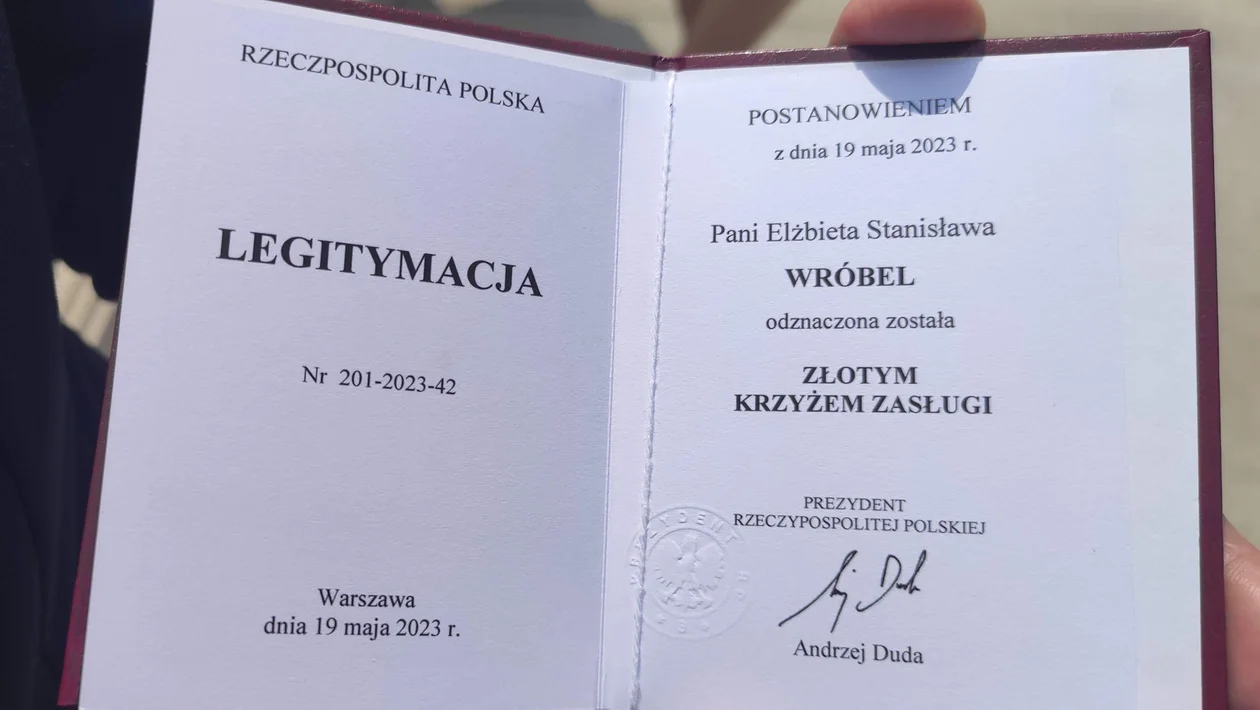 RZECZPOSPOLITA POLSKA
LEGITYMACJA
Nr 201-2023-42
Warszawa
dnia 19 maja 2023 r.
POSTANOWIENIEM
z dnia 19 maja 2023 r.
Pani Elżbieta Stanisława
WRÓBEL
odznaczona została
ZŁOTYM
KRZYŻEM ZASŁUGI
PREZYDENT
RZECZYPOSPOLITEJ POLSKIEJ
Andrzej Duda